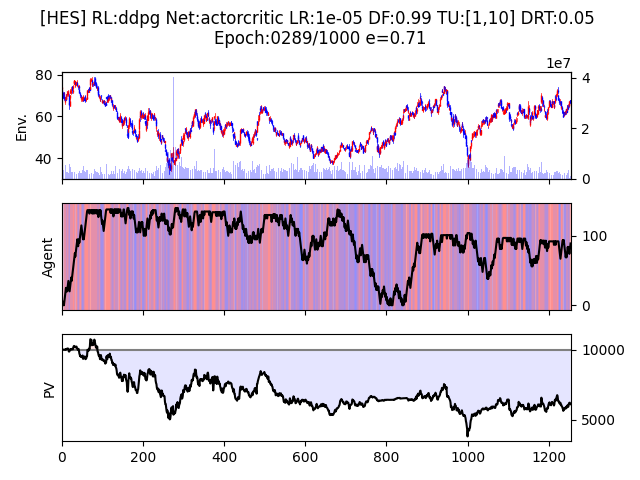 [HES] RL:ddpg Net:actorcritic LR:1e-05 DF:0.99 TU:[1,10] DRT:0.05
Epoch:0289/1000 e=0.71
1e7
80
60
40
Env.
4
2
0
Agent
100
0
PV
10000
5000
0 200 400 600 800 1000 1200